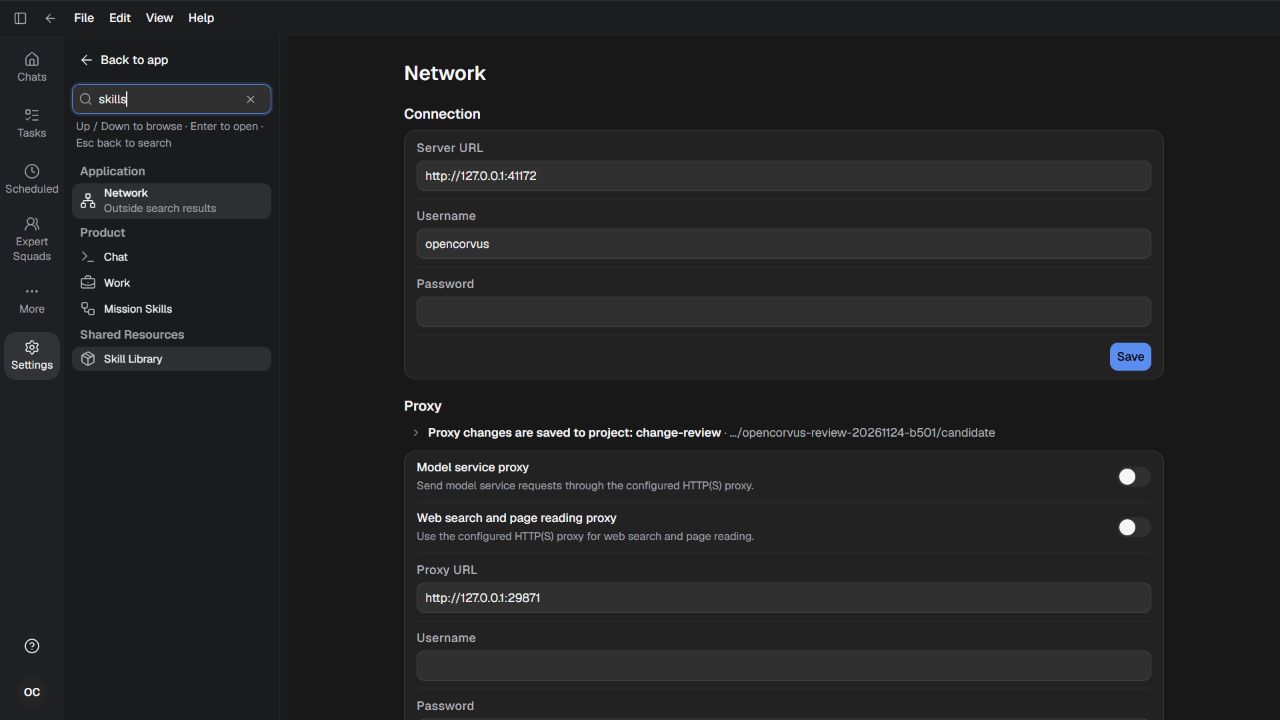 File Edit View Help
Chats
Tasks
Scheduled
Expert
Squads
More
Settings
OC
Back to app
skills
Up / Down to browse · Enter to open ·
Esc back to search
Application
Network
Outside search results
Product
Chat
Work
Mission Skills
Shared Resources
Skill Library
Network
Connection
Server URL
http://127.0.0.1:41172
Username
opencorvus
Password
Save
Proxy
Proxy changes are saved to project: change-review · .../opencorvus-review-20261124-b501/candidate
Model service proxy
Send model service requests through the configured HTTP(S) proxy.
Web search and page reading proxy
Use the configured HTTP(S) proxy for web search and page reading.
Proxy URL
http://127.0.0.1:29871
Username
Password